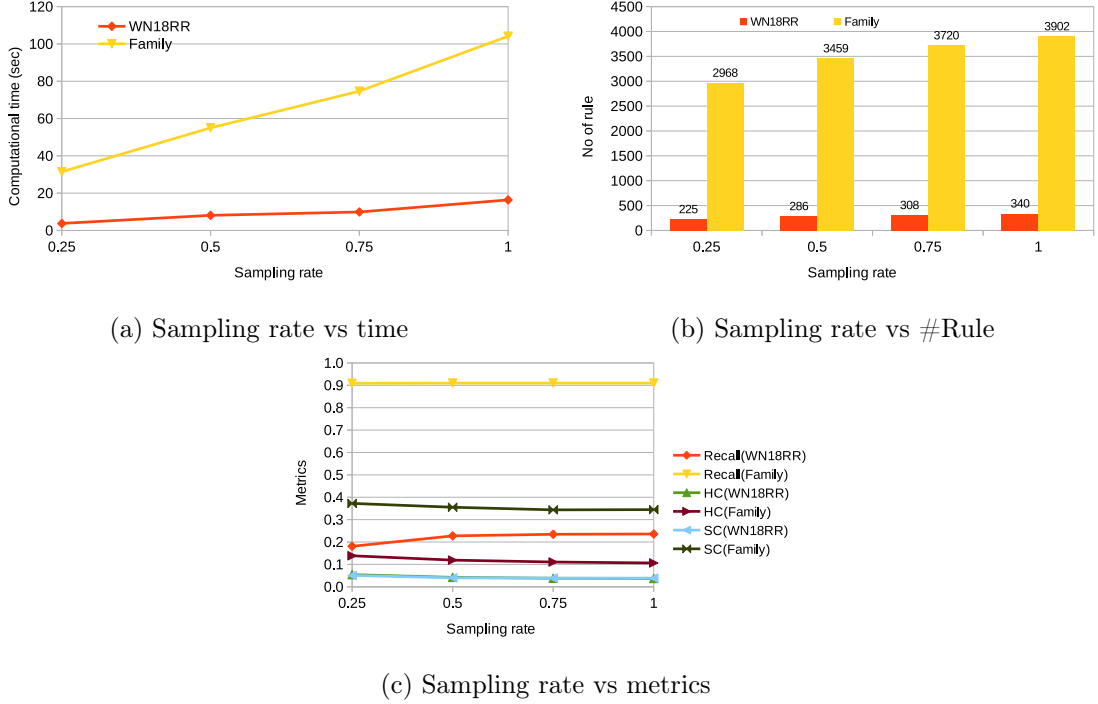 120
100
80
60
40
20
0
Computational time (sec)
WN18RR
Family
0.25 0.5 0.75 1
Sampling rate
(a) Sampling rate vs time
4500
4000
3500
3000
2500
2000
1500
1000
500
0
No of rule
WN18RR Family
225 2968 286 3459 308 3720 340 3902
0.25 0.5 0.75 1
Sampling rate
(b) Sampling rate vs #Rule
1.0
0.9
0.8
0.7
0.6
0.5
0.4
0.3
0.2
0.1
0.0
Metrics
0.25 0.5 0.75 1
Sampling rate
Recall(WN18RR)
Recall(Family)
HC(WN18RR)
HC(Family)
SC(WN18RR)
SC(Family)
(c) Sampling rate vs metrics